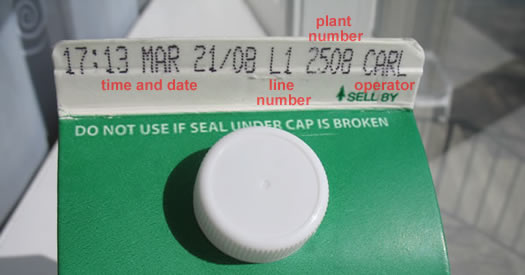 plant
number
17:13 MAR 21/08 L1 2508 CARL
time and date line operator
number
SELL BY
DO NOT USE IF SEAL UNDER CAP IS BROKEN